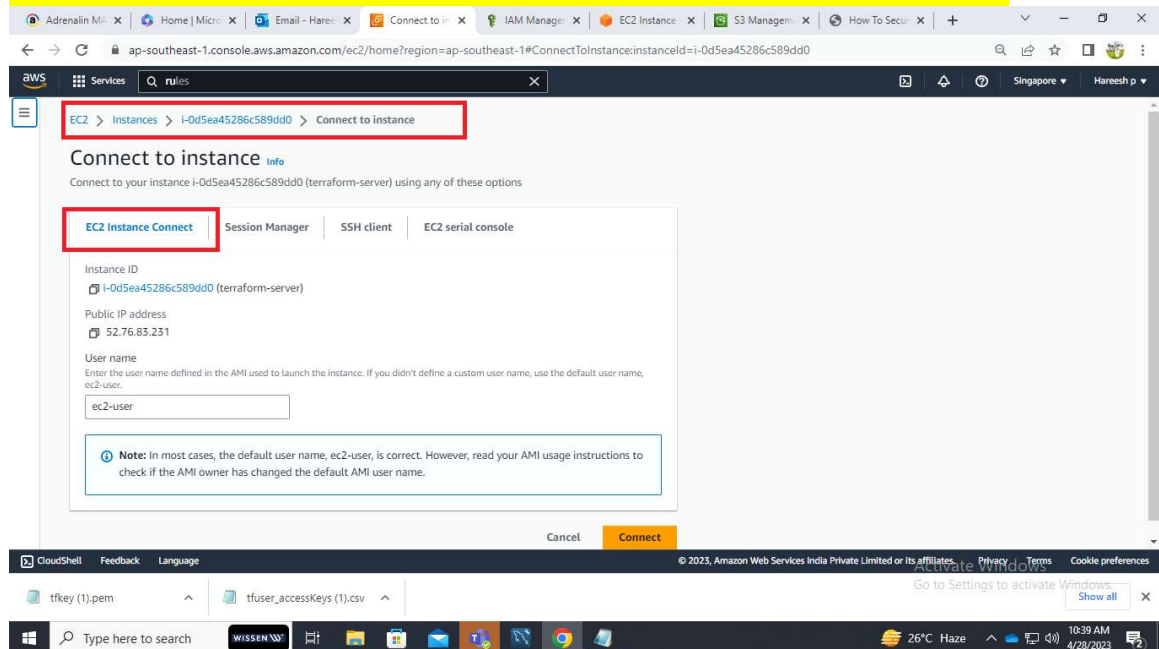 Adrenalin MA
Home | Micro
Email - Haree
Connect to in
IAM Manage
EC2 Instance
S3 Managem
How To Secur
ap-southeast-1.console.aws.amazon.com/ec2/home?region=ap-southeast-1#ConnectToInstance:instanceId=i-0d5ea45286c589dd0
aws
Services
rules
Singapore
Hareesh p
EC2 > Instances > i-0d5ea45286c589dd0 > Connect to instance
Connect to instance Info
Connect to your instance i-0d5ea45286c589dd0 (terraform-server) using any of these options
EC2 Instance Connect
Session Manager
SSH client
EC2 serial console
Instance ID
i-0d5ea45286c589dd0 (terraform-server)
Public IP address
52.76.83.231
User name
Enter the user name defined in the AMI used to launch the instance. If you didn't define a custom user name, use the default user name,
ec2-user.
ec2-user
Note: In most cases, the default user name, ec2-user, is correct. However, read your AMI usage instructions to
check if the AMI owner has changed the default AMI user name.
Cancel
Connect
CloudShell
Feedback
Language
© 2023, Amazon Web Services India Private Limited or its affiliates.
Privacy
Terms
Cookie preferences
Activate Windows
Go to Settings to activate Windows.
tfkey (1).pem
tfuser_accessKeys (1).csv
Show all
Type here to search
WISSEN
26°C Haze
10:39 AM
4/28/2023
2